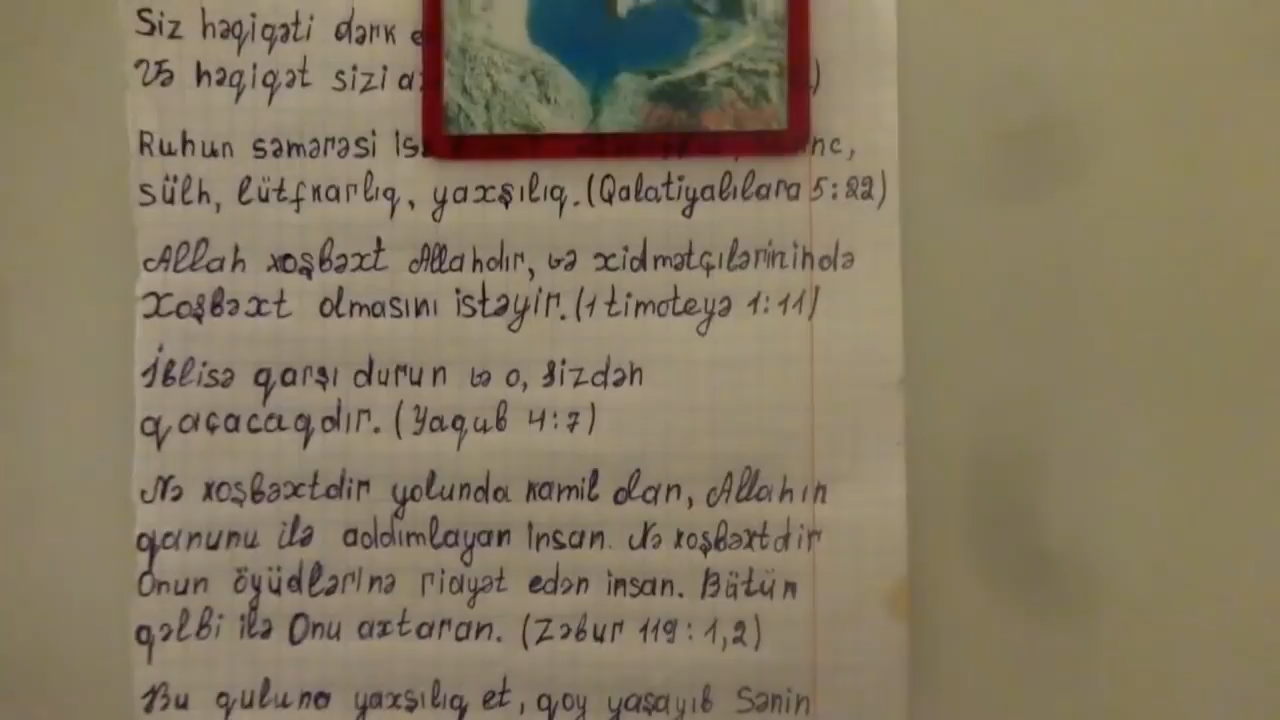 Siz həqiqəti dərk
Və həqiqət sizi )
Ruhun səmərəsi
sülh, lütfkarlıq, yaxşılıq. (Qalatiyalılara 5:22)
Allah xoşbəxt Allahdır, və xidmətçilərinində
Xoşbəxt olmasını istəyir. (1 timoteyə 1:11)
İblisə qarşı durun və o, sizdən
qaçacaqdır. (Yaqub 4:7)
Nə xoşbəxtdir yolunda kamil olan, Allahın
qanunu ilə addımlayan insan. Nə xoşbəxtdir
Onun öyüdlərinə riayət edən insan. Bütün
qəlbi ilə Onu axtaran. (Zəbur 119:1,2)
Bu quluna yaxşılıq et, qoy yaşayıb Sənin